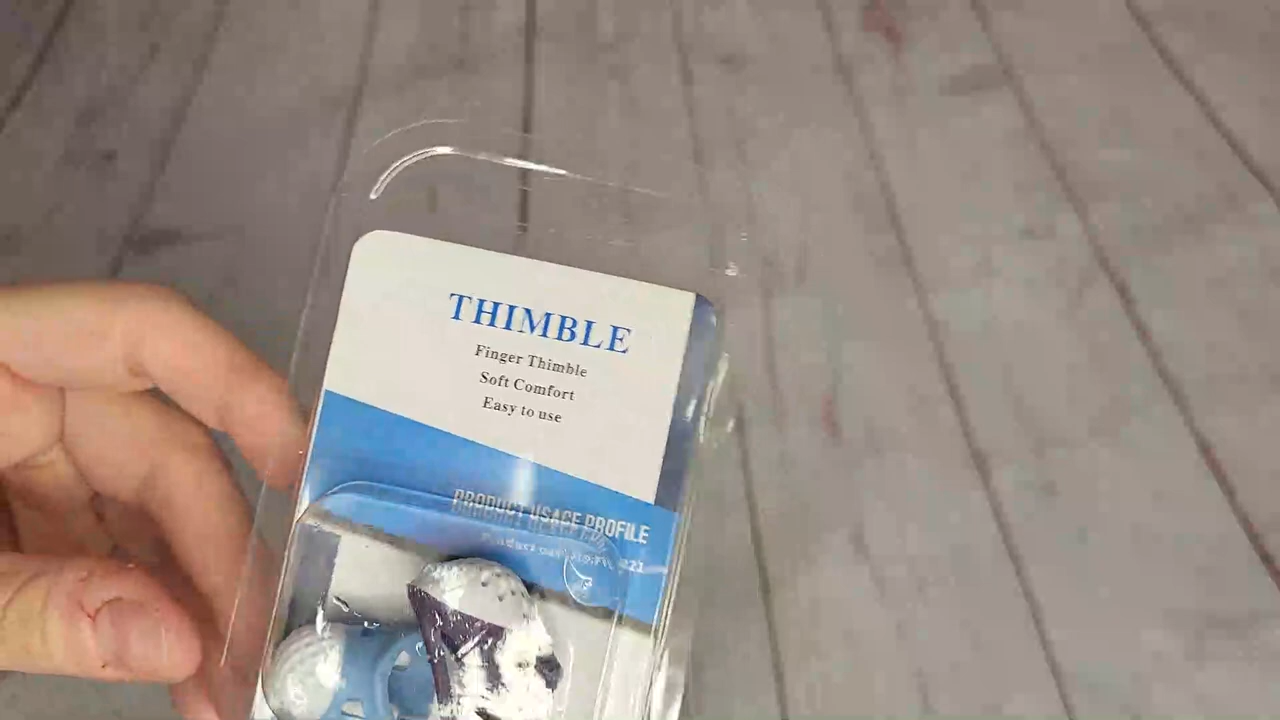 THIMBLE
Finger Thimble
Soft Comfort
Easy to use
PRODUCT USAGE PROFILE